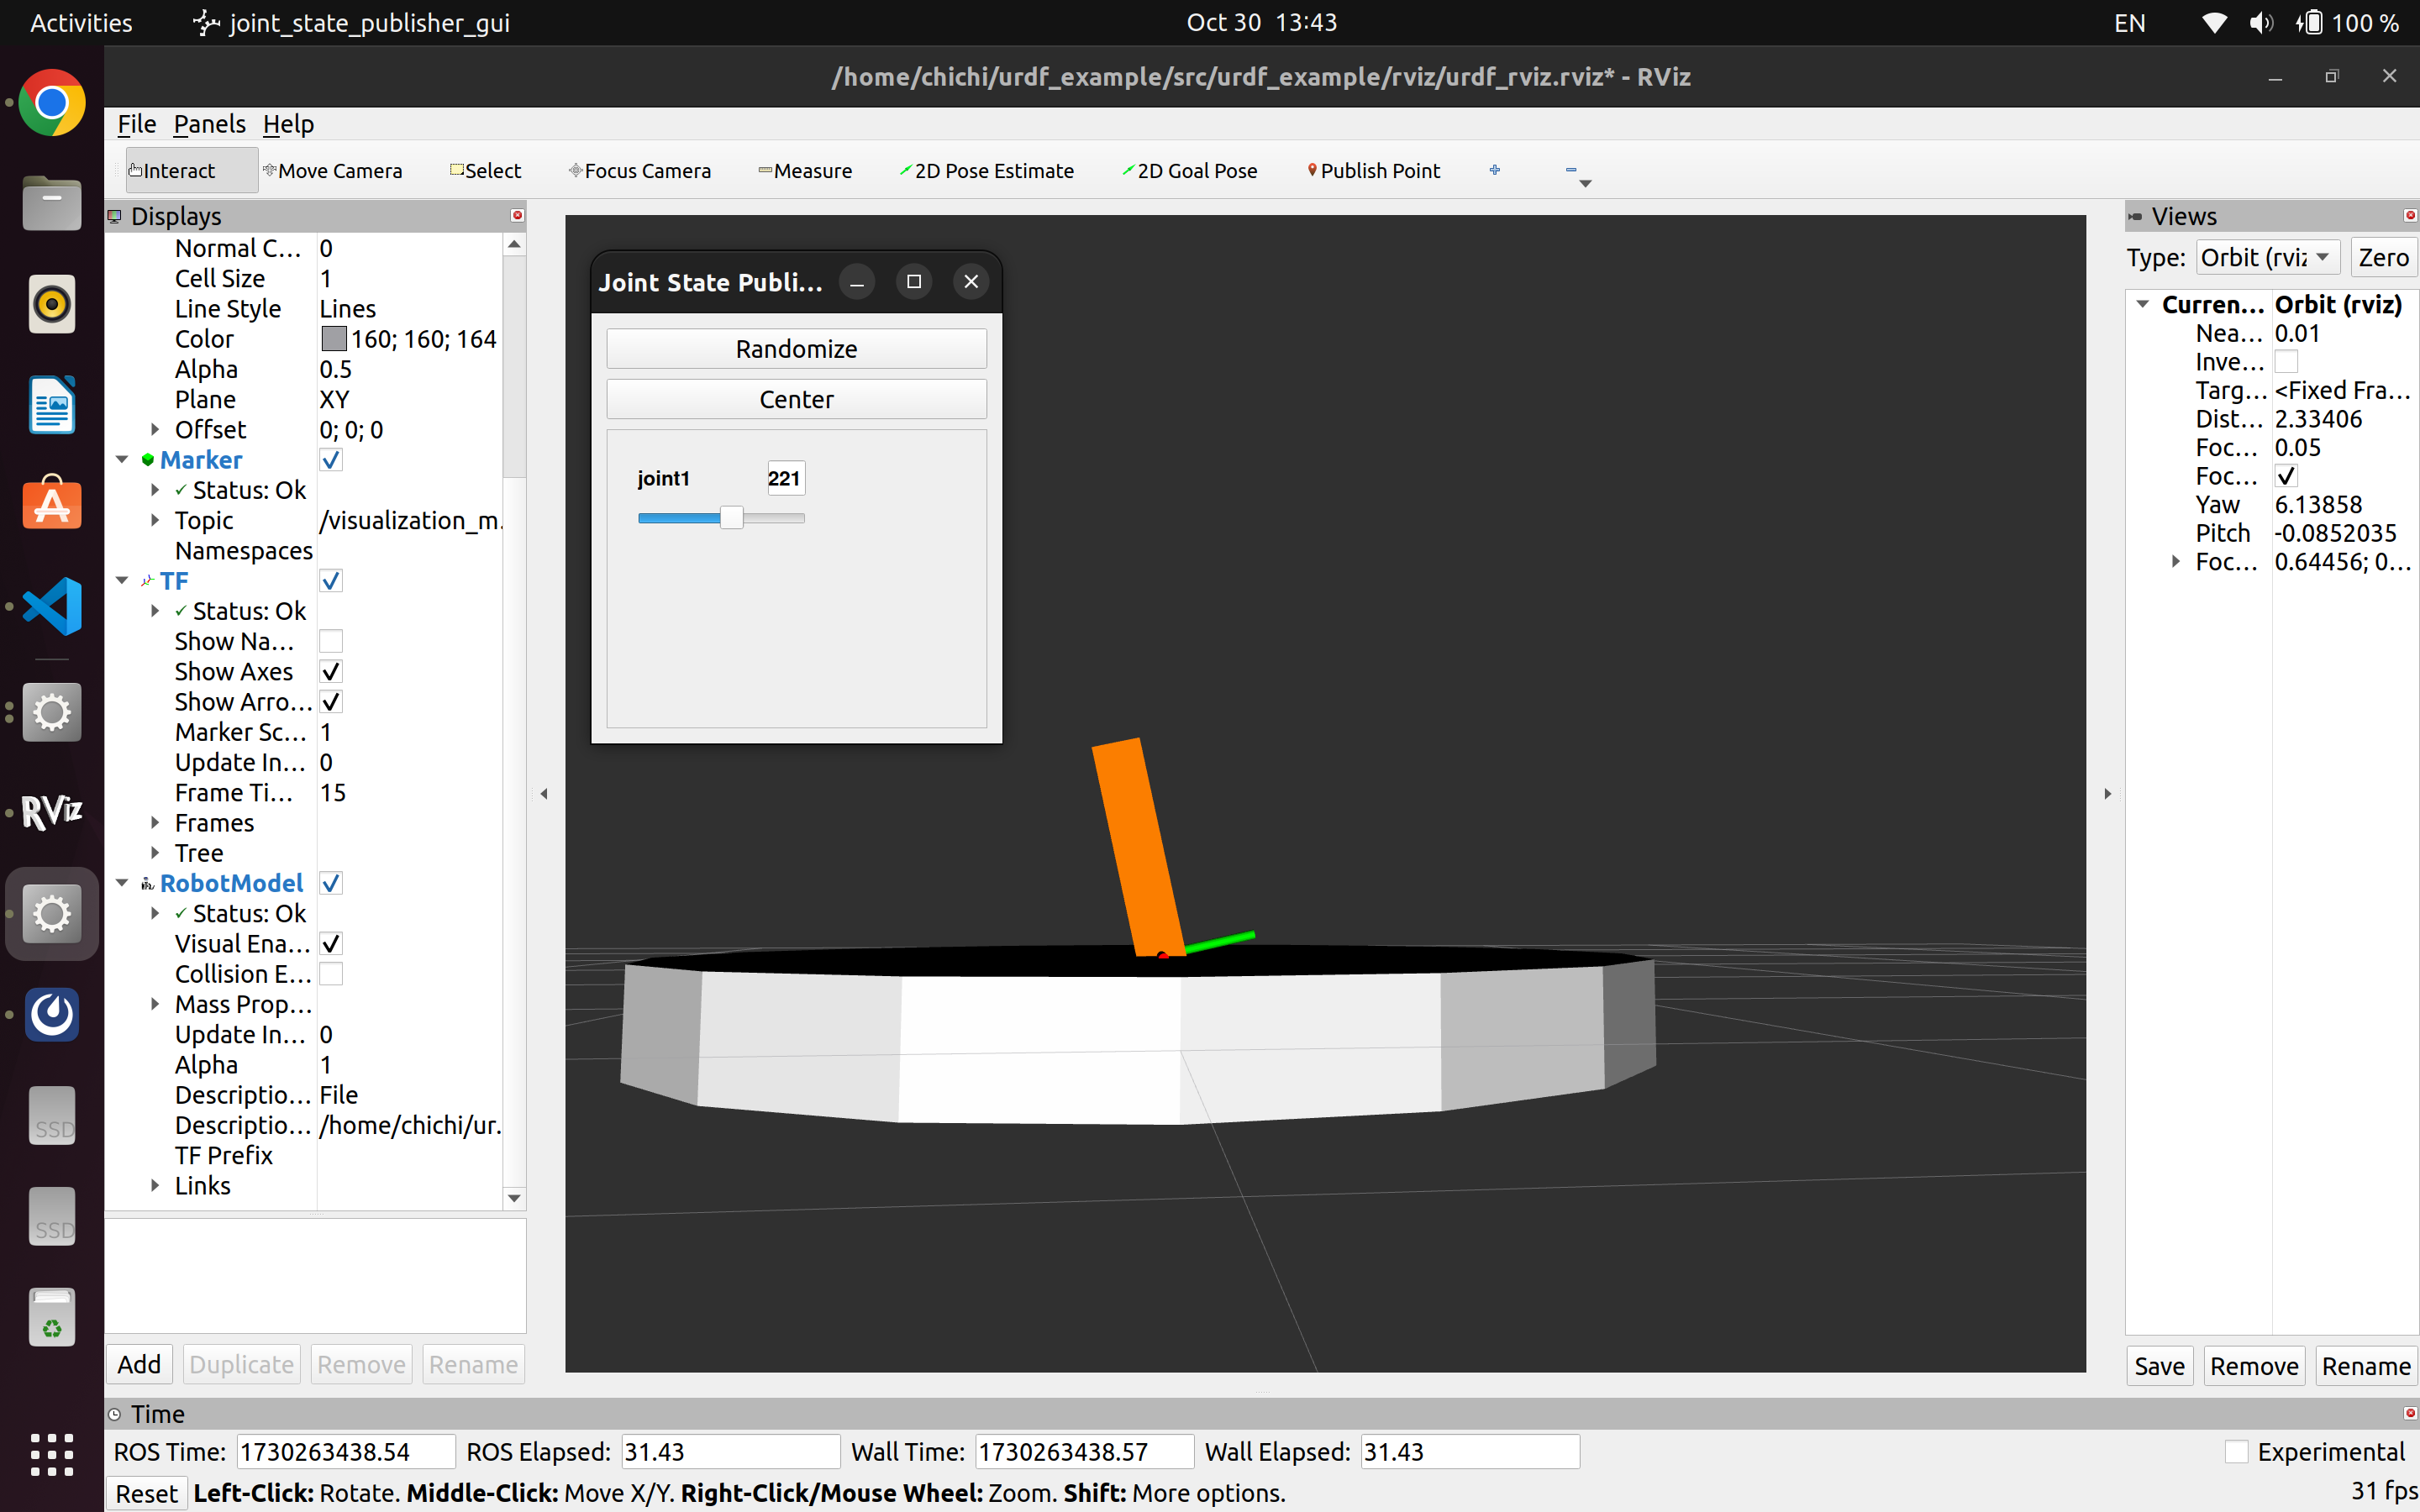 Activities
joint_state_publisher_gui
Oct 30 13:43
EN
100 %
/home/chichi/urdf_example/src/urdf_example/rviz/urdf_rviz.rviz* - RViz
File Panels Help
Interact Move Camera Select Focus Camera Measure 2D Pose Estimate 2D Goal Pose Publish Point
Displays
Normal C... 0
Cell Size 1
Line Style Lines
Color 160; 160; 164
Alpha 0.5
Plane XY
Offset 0; 0; 0
Marker
Status: Ok
Topic /visualization_m.
Namespaces
TF
Status: Ok
Show Na...
Show Axes
Show Arro...
Marker Sc... 1
Update In... 0
Frame Ti... 15
Frames
Tree
RobotModel
Status: Ok
Visual Ena...
Collision E...
Mass Prop...
Update In... 0
Alpha 1
Descriptio... File
Descriptio... /home/chichi/ur.
TF Prefix
Links
Add Duplicate Remove Rename
Joint State Publi...
Randomize
Center
joint1 221
Views
Type: Orbit (rviz Zero
Curren... Orbit (rviz)
Nea... 0.01
Inve...
Targ... <Fixed Fra...
Dist... 2.33406
Foc... 0.05
Foc...
Yaw 6.13858
Pitch -0.0852035
Foc... 0.64456; 0...
Save Remove Rename
RViz
SSD
SSD
Time
ROS Time: 1730263438.54 ROS Elapsed: 31.43 Wall Time: 1730263438.57 Wall Elapsed: 31.43 Experimental
Reset Left-Click: Rotate. Middle-Click: Move X/Y. Right-Click/Mouse Wheel: Zoom. Shift: More options. 31 fps